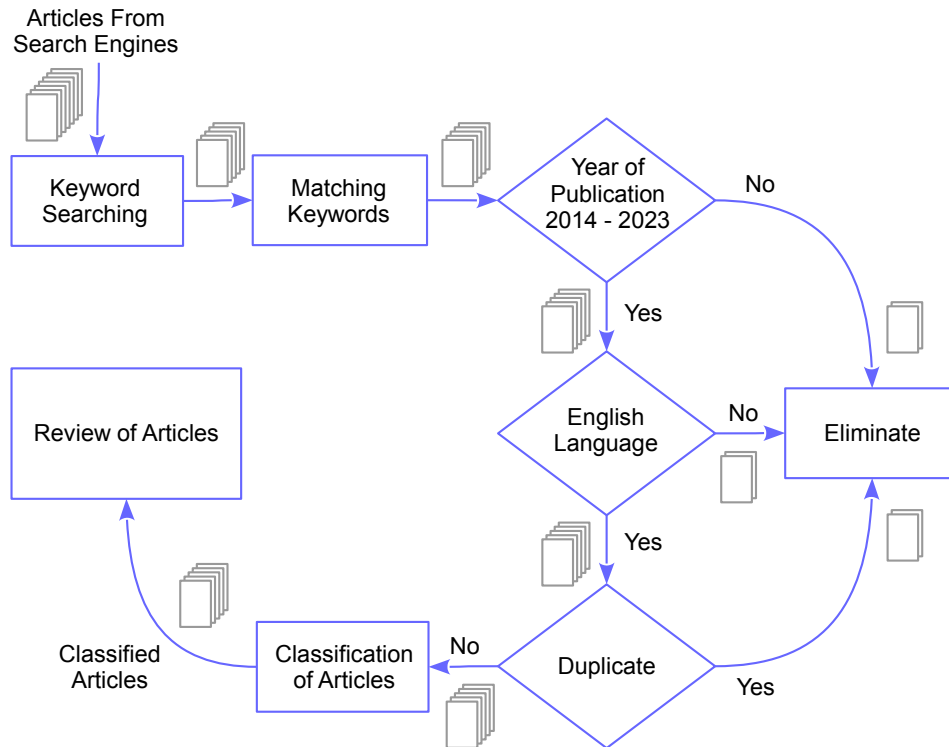 Articles From
Search Engines
Keyword
Searching
Matching
Keywords
Year of
Publication
2014 - 2023
No
Yes
English
Language
No
Eliminate
Review of Articles
Yes
Duplicate
Yes
No
Classification
of Articles
Classified
Articles